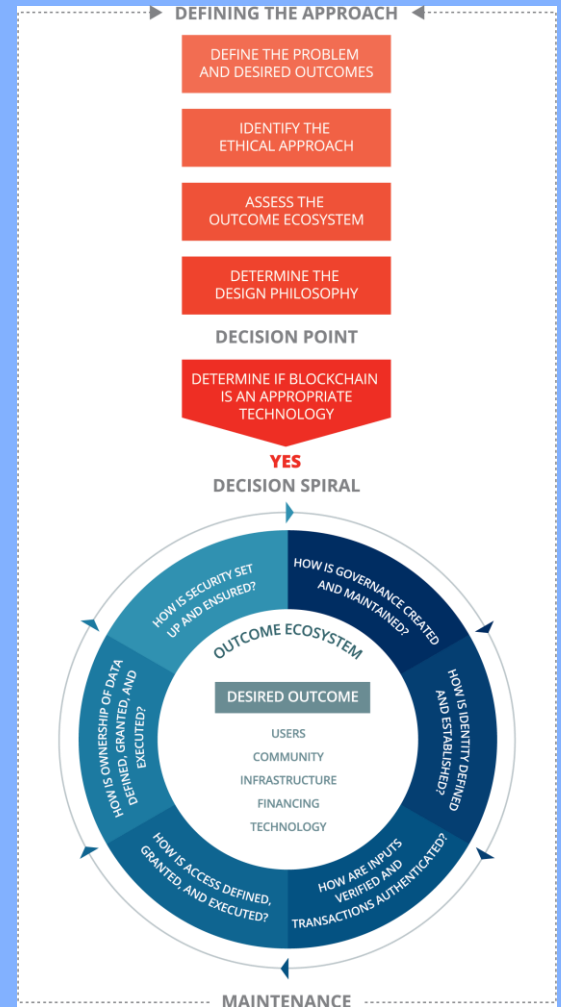 DEFINING THE APPROACH
DEFINE THE PROBLEM
AND DESIRED OUTCOMES
IDENTIFY THE
ETHICAL APPROACH
ASSESS THE
OUTCOME ECOSYSTEM
DETERMINE THE
DESIGN PHILOSOPHY
DECISION POINT
DETERMINE IF BLOCKCHAIN
IS AN APPROPRIATE
TECHNOLOGY
YES
DECISION SPIRAL
HOW IS GOVERNANCE CREATED
AND MAINTAINED?
HOW IS IDENTITY DEFINED
AND ESTABLISHED?
HOW ARE INPUTS
VERIFIED AND
TRANSACTIONS AUTHENTICATED?
HOW IS ACCESS DEFINED,
GRANTED, AND EXECUTED?
HOW IS OWNERSHIP OF DATA
DEFINED, GRANTED, AND
EXECUTED?
HOW IS SECURITY SET
UP AND ENSURED?
OUTCOME ECOSYSTEM
DESIRED OUTCOME
USERS
COMMUNITY
INFRASTRUCTURE
FINANCING
TECHNOLOGY
MAINTENANCE